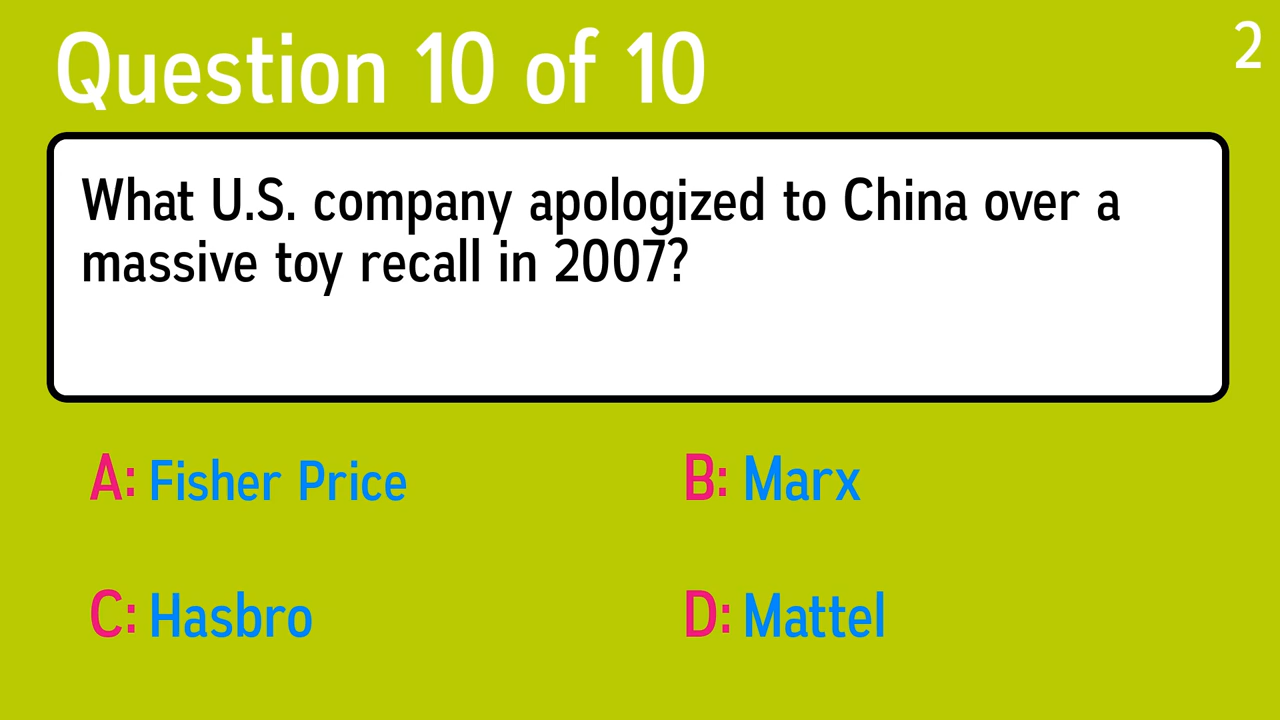 Question 10 of 10
2
What U.S. company apologized to China over a
massive toy recall in 2007?
A: Fisher Price
B: Marx
C: Hasbro
D: Mattel